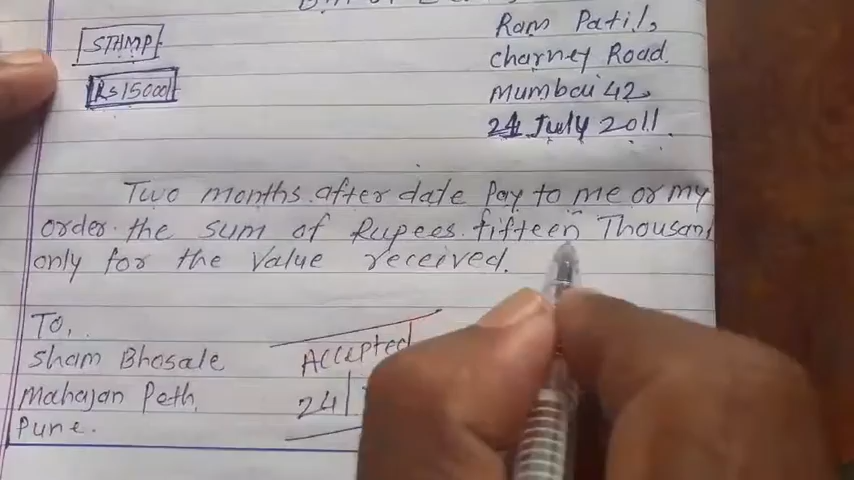 STAMP
Rs 15000
Ram Patil,
charney Road
Mumbai 42
24 July 2011.
Two months after date Pay to me or my
order the sum of Rupees fifteen Thousand
only for the value received.
To,
Sham Bhosale
Mahajan Peth
Pune.
Accepted
24